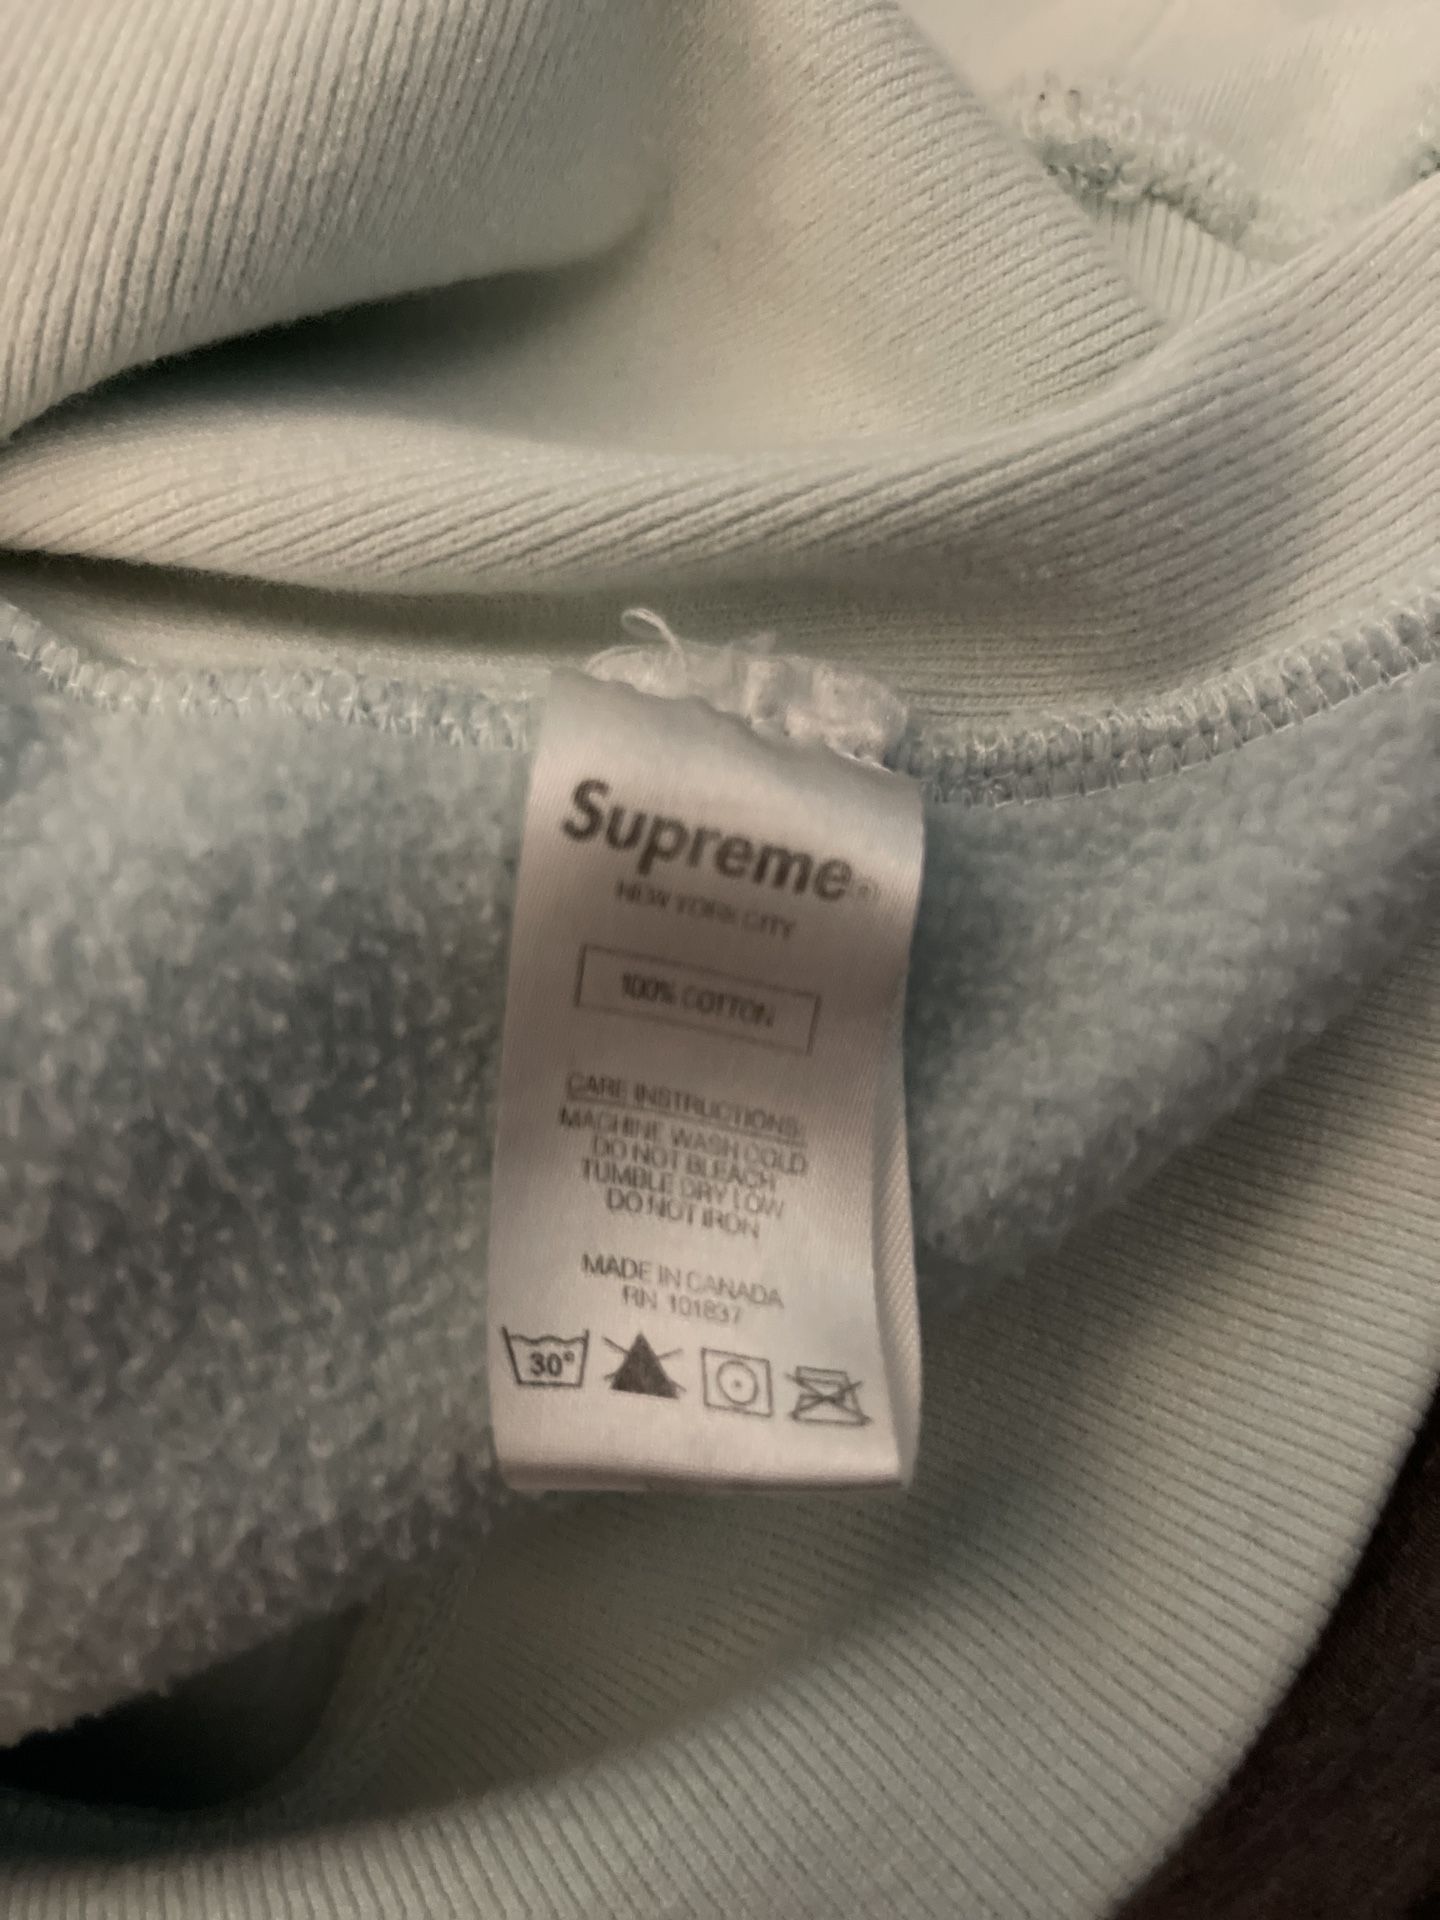 Supreme®
NEW YORK CITY
100% COTTON
CARE INSTRUCTIONS:
MACHINE WASH COLD
DO NOT BLEACH
TUMBLE DRY LOW
DO NOT IRON
MADE IN CANADA
RN 101837
30°